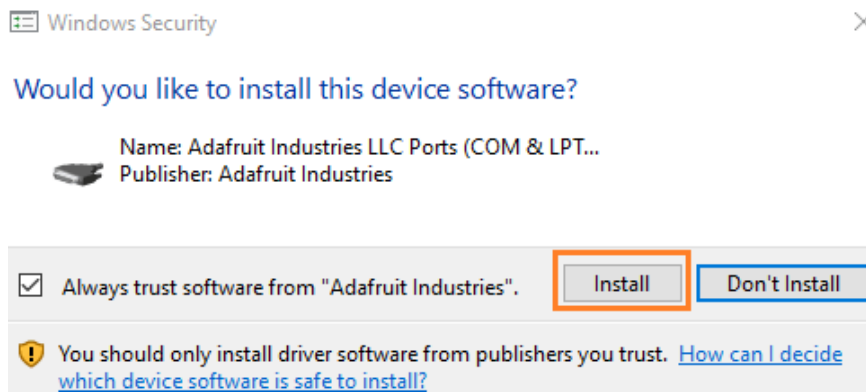 Windows Security
Would you like to install this device software?
Name: Adafruit Industries LLC Ports (COM & LPT...
Publisher: Adafruit Industries
Always trust software from "Adafruit Industries".
Install
Don't Install
You should only install driver software from publishers you trust. How can I decide
which device software is safe to install?